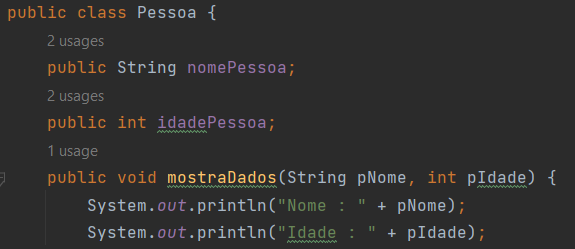 public class Pessoa {
2 usages
public String nomePessoa;
2 usages
public int idadePessoa;
1 usage
public void mostraDados(String pNome, int pIdade) {
System.out.println("Nome : " + pNome);
System.out.println("Idade : " + pIdade);